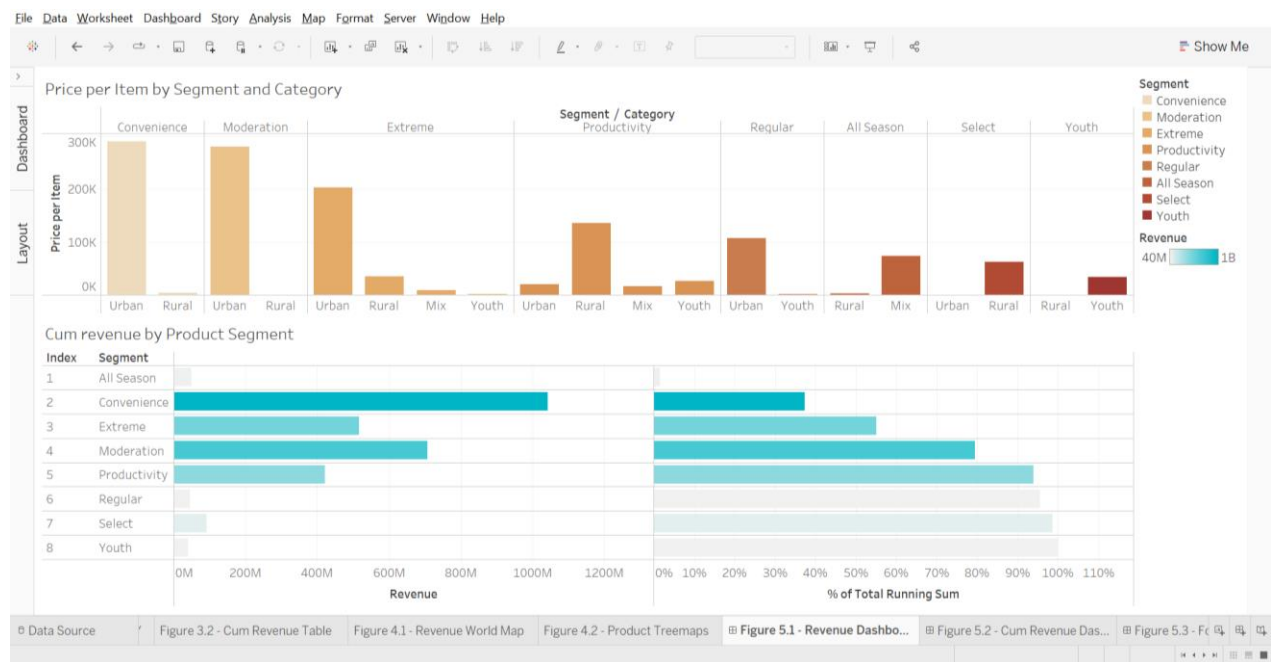 File Data Worksheet Dashboard Story Analysis Map Format Server Window Help
Show Me
Dashboard
Layout
Price per Item by Segment and Category
Segment / Category
Convenience Moderation Extreme Productivity Regular All Season Select Youth
Price per Item
300K
200K
100K
0K
Urban Rural Urban Rural Urban Rural Mix Youth Urban Rural Mix Youth Urban Youth Rural Mix Urban Rural Rural Youth
Segment
Convenience
Moderation
Extreme
Productivity
Regular
All Season
Select
Youth
Revenue
40M 1B
Cum revenue by Product Segment
Index Segment
1 All Season
2 Convenience
3 Extreme
4 Moderation
5 Productivity
6 Regular
7 Select
8 Youth
0M 200M 400M 600M 800M 1000M 1200M 0% 10% 20% 30% 40% 50% 60% 70% 80% 90% 100% 110%
Revenue % of Total Running Sum
Data Source Figure 3.2 - Cum Revenue Table Figure 4.1 - Revenue World Map Figure 4.2 - Product Treemaps Figure 5.1 - Revenue Dashbo... Figure 5.2 - Cum Revenue Das... Figure 5.3 - Fo